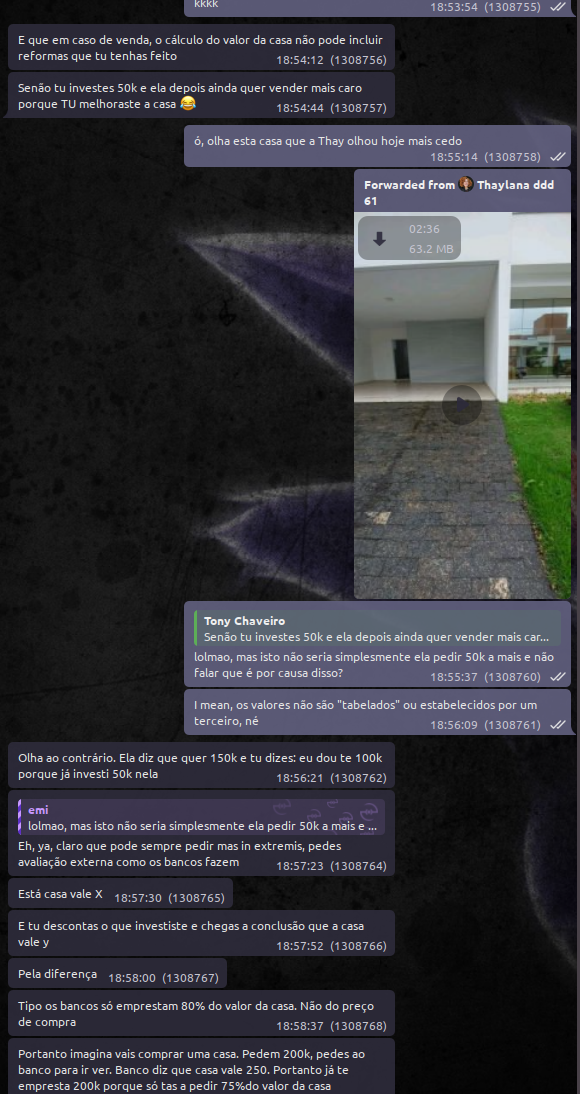 kkkk
18:53:54 (1308755)
E que em caso de venda, o cálculo do valor da casa não pode incluir
reformas que tu tenhas feito
18:54:12 (1308756)
Senão tu investes 50k e ela depois ainda quer vender mais caro
porque TU melhoraste a casa 😂
18:54:44 (1308757)
ó, olha esta casa que a Thay olhou hoje mais cedo
18:55:14 (1308758)
Forwarded from Thaylana ddd
61
02:36
63.2 MB
Tony Chaveiro
Senão tu investes 50k e ela depois ainda quer vender mais car...
lolmao, mas isto não seria simplesmente ela pedir 50k a mais e não
falar que é por causa disso?
18:55:37 (1308760)
I mean, os valores não são "tabelados" ou estabelecidos por um
terceiro, né
18:56:09 (1308761)
Olha ao contrário. Ela diz que quer 150k e tu dizes: eu dou te 100k
porque já investi 50k nela
18:56:21 (1308762)
emi
lolmao, mas isto não seria simplesmente ela pedir 50k a mais e ...
Eh, ya, claro que pode sempre pedir mas in extremis, pedes
avaliação externa como os bancos fazem
18:57:23 (1308764)
Está casa vale X
18:57:30 (1308765)
E tu descontas o que investiste e chegas a conclusão que a casa
vale y
18:57:52 (1308766)
Pela diferença
18:58:00 (1308767)
Tipo os bancos só emprestam 80% do valor da casa. Não do preço
de compra
18:58:37 (1308768)
Portanto imagina vais comprar uma casa. Pedem 200k, pedes ao
banco para ir ver. Banco diz que casa vale 250. Portanto já te
empresta 200k porque só tas a pedir 75%do valor da casa